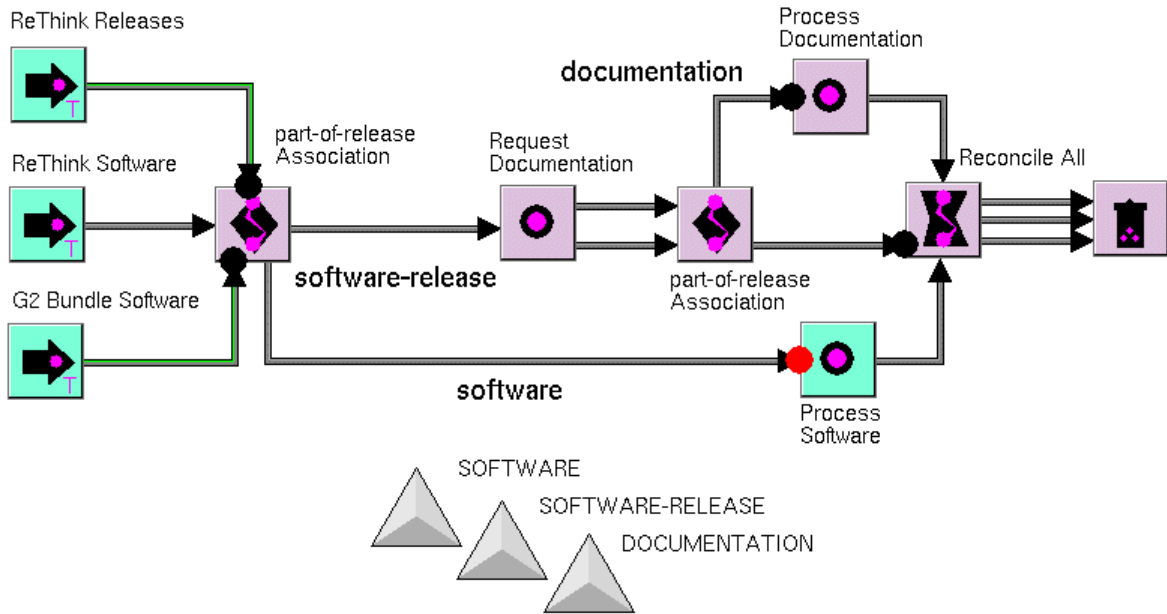 ReThink Releases
T
Process
Documentation
documentation
part-of-release
Association
ReThink Software
T
Request
Documentation
Reconcile All
software-release
part-of-release
Association
G2 Bundle Software
T
software
Process
Software
SOFTWARE
SOFTWARE-RELEASE
DOCUMENTATION